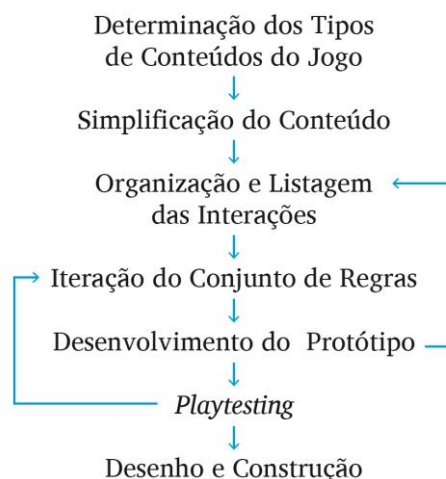 Determinação dos Tipos
de Conteúdos do Jogo
Simplificação do Conteúdo
Organização e Listagem
das Interações
Iteração do Conjunto de Regras
Desenvolvimento do Protótipo
Playtesting
Desenho e Construção